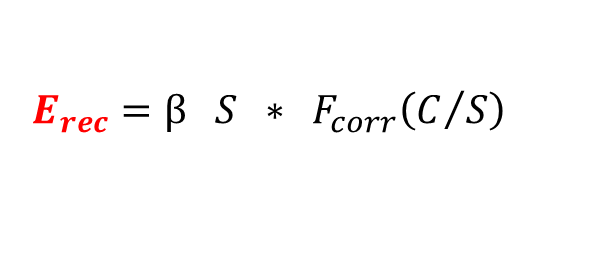 E_rec = β S * F_corr(C/S)